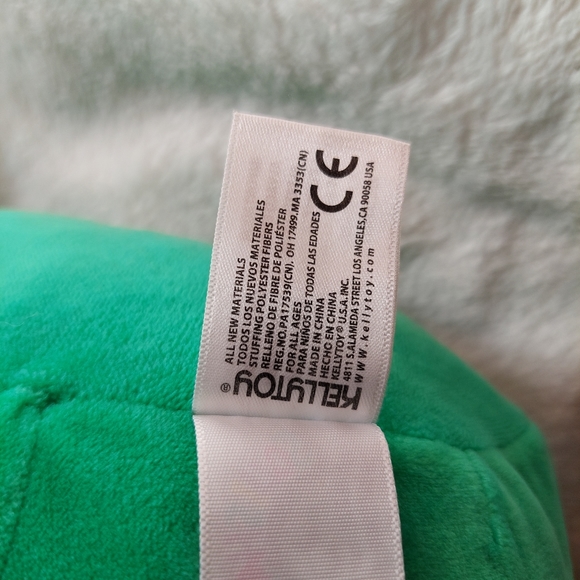 KELLYTOY®
ALL NEW MATERIALS
TODOS LOS NUEVOS MATERIALES
STUFFING POLYESTER FIBERS
RELLENO DE FIBRE DE POLIÉSTER
REG.NO.PA17539(CN). OH 17499.MA 3353(CN)
FOR ALL AGES
PARA NIÑOS DE TODAS LAS EDADES
MADE IN CHINA
HECHO EN CHINA
KELLYTOY® U.S.A. INC.
4811 S.ALAMEDA STREET LOS ANGELES,CA 90058 USA
www.kellytoy.com
CE